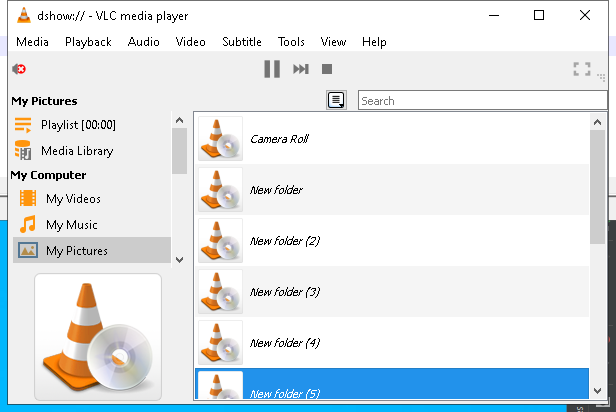 dshow:// - VLC media player
Media Playback Audio Video Subtitle Tools View Help
My Pictures
Search
Playlist [00:00]
Media Library
My Computer
My Videos
My Music
My Pictures
Camera Roll
New folder
New folder (2)
New folder (3)
New folder (4)
New folder (5)